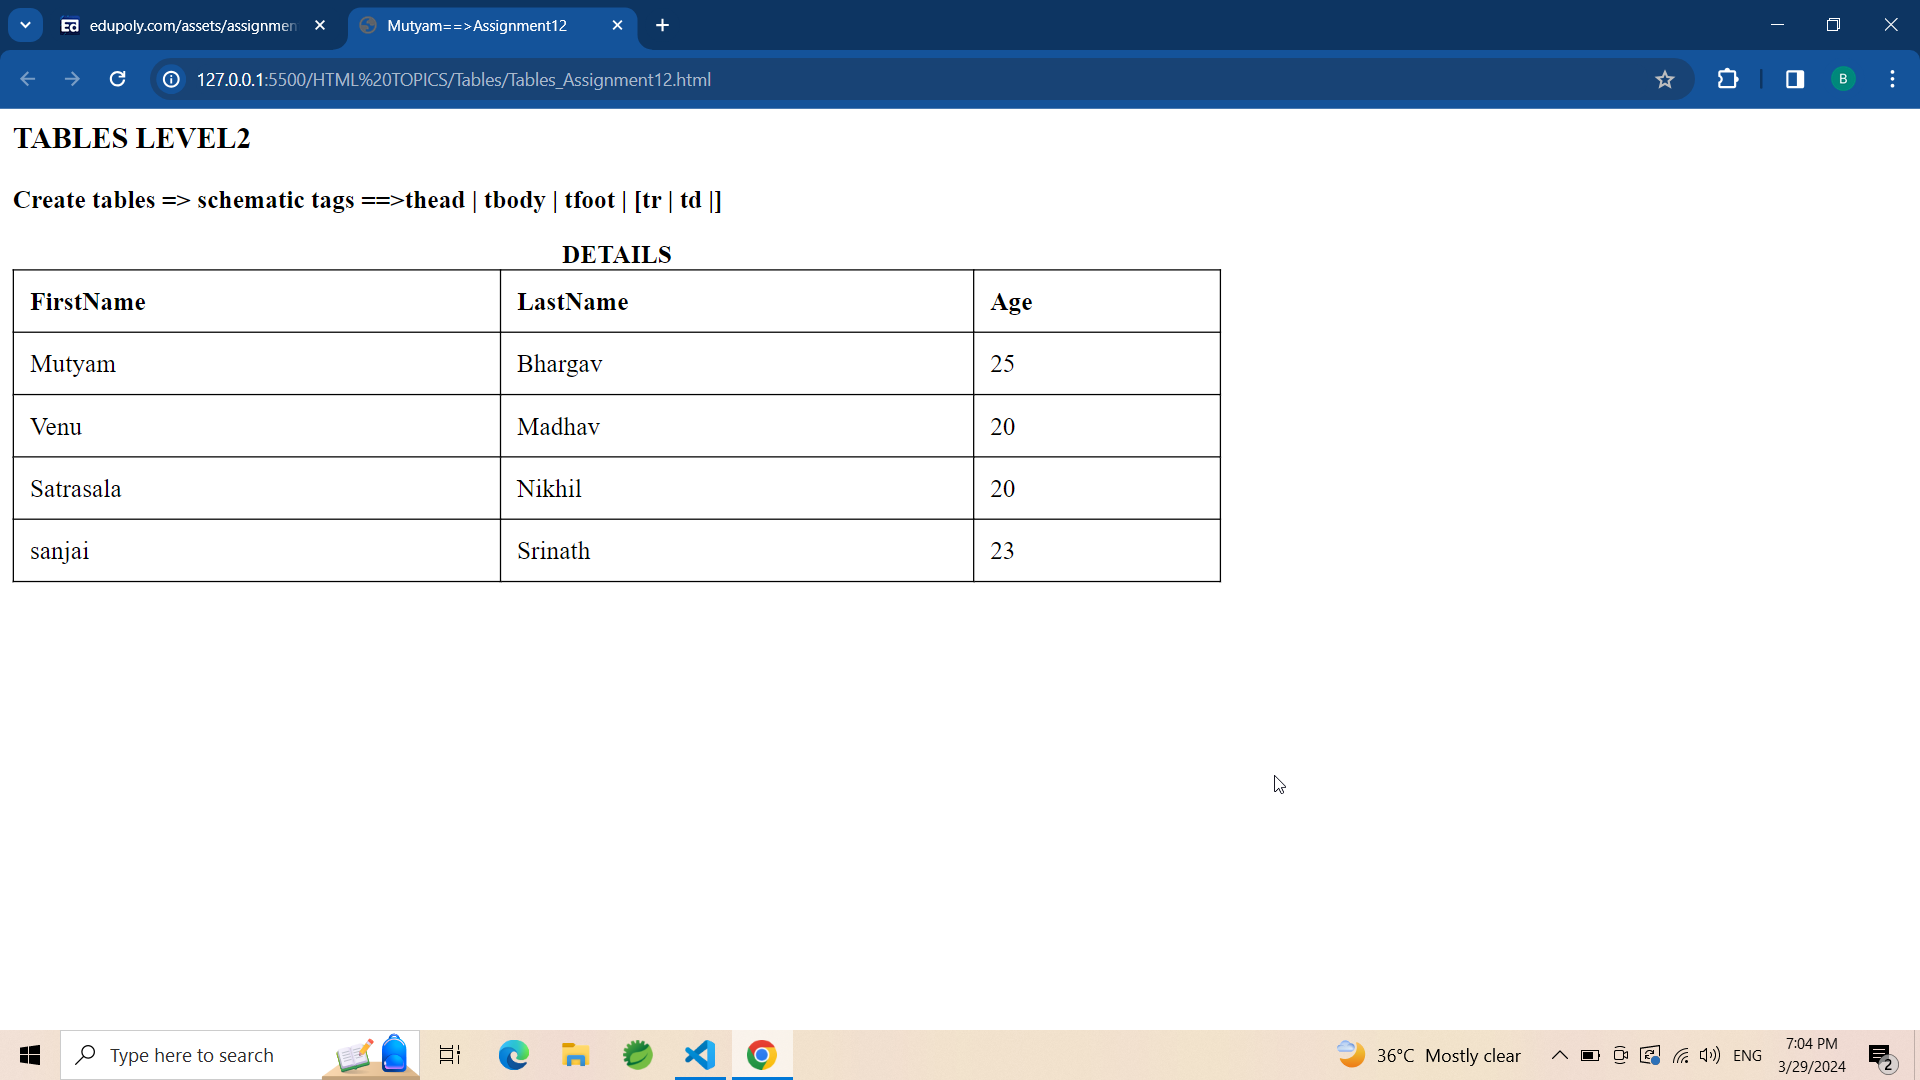 edupoly.com/assets/assignmen
Mutyam==>Assignment12
127.0.0.1:5500/HTML%20TOPICS/Tables/Tables_Assignment12.html
B
TABLES LEVEL2
Create tables => schematic tags ==>thead | tbody | tfoot | [tr | td |]
DETAILS
FirstName LastName Age
Mutyam Bhargav 25
Venu Madhav 20
Satrasala Nikhil 20
sanjai Srinath 23
Type here to search
36°C Mostly clear
ENG
7:04 PM
3/29/2024
2